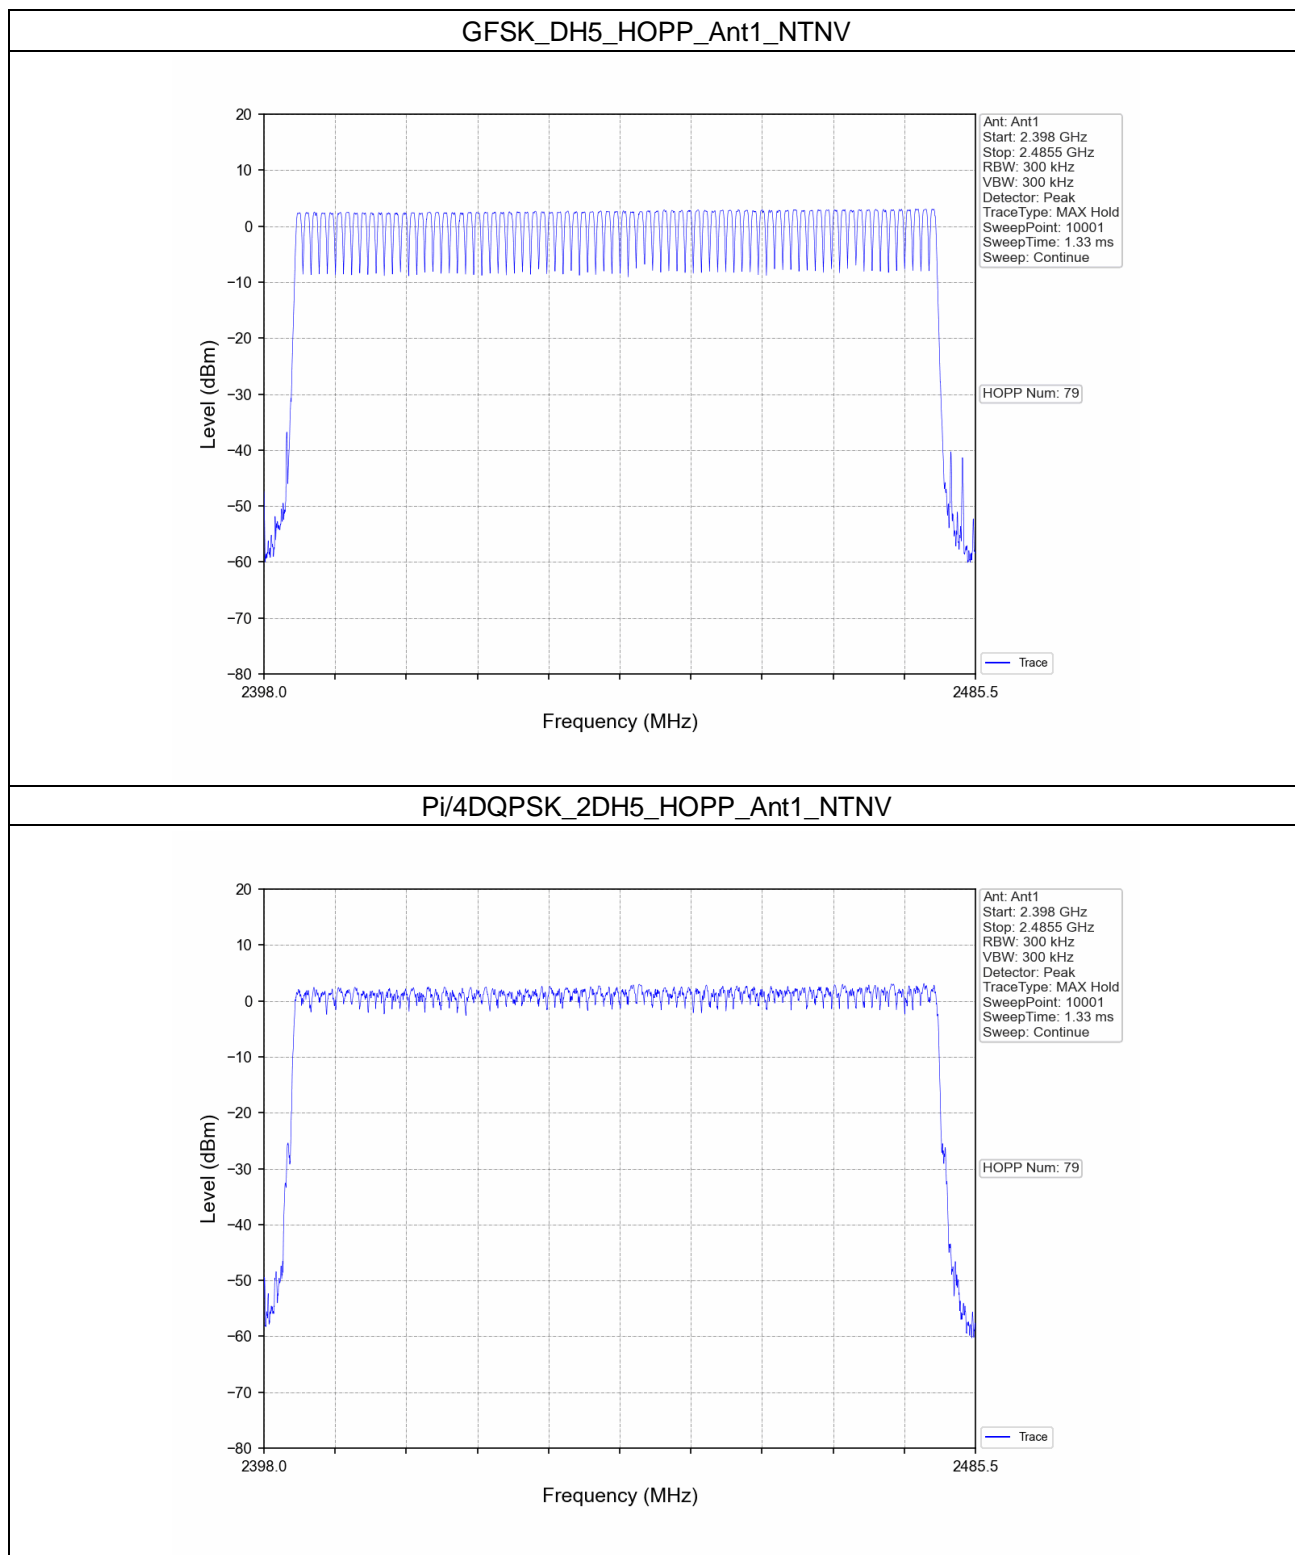 GFSK_DH5_HOPP_Ant1_NTNV
20
10
0
−10
−20
−30
−40
−50
−60
−70
−80
Level (dBm)
2398.0
2485.5
Frequency (MHz)
Ant: Ant1
Start: 2.398 GHz
Stop: 2.4855 GHz
RBW: 300 kHz
VBW: 300 kHz
Detector: Peak
TraceType: MAX Hold
SweepPoint: 10001
SweepTime: 1.33 ms
Sweep: Continue
HOPP Num: 79
Trace
Pi/4DQPSK_2DH5_HOPP_Ant1_NTNV
20
10
0
−10
−20
−30
−40
−50
−60
−70
−80
Level (dBm)
2398.0
2485.5
Frequency (MHz)
Ant: Ant1
Start: 2.398 GHz
Stop: 2.4855 GHz
RBW: 300 kHz
VBW: 300 kHz
Detector: Peak
TraceType: MAX Hold
SweepPoint: 10001
SweepTime: 1.33 ms
Sweep: Continue
HOPP Num: 79
Trace